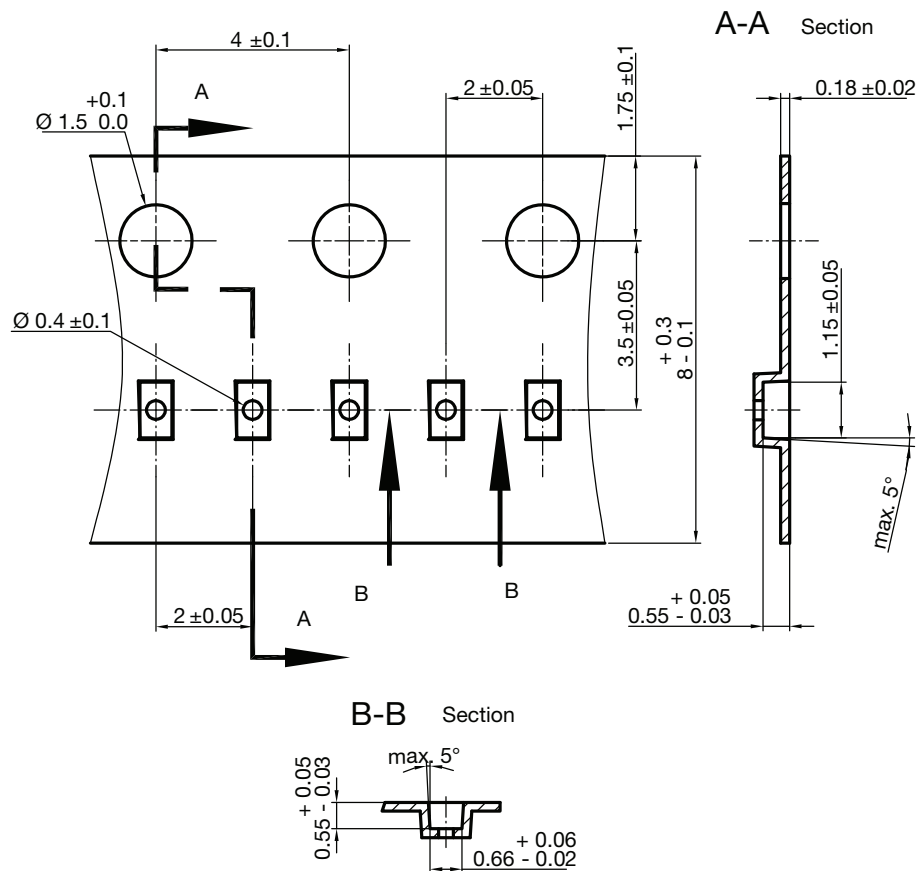 A-A Section
4 ±0.1
A
+0.1
Ø 1.5 0.0
2 ±0.05
1.75 ±0.1
0.18 ±0.02
Ø 0.4 ±0.1
3.5 ±0.05
+ 0.3
8 - 0.1
1.15 ±0.05
max. 5°
B
B
2 ±0.05
A
+ 0.05
0.55 - 0.03
B-B Section
max. 5°
+ 0.05
0.55 - 0.03
+ 0.06
0.66 - 0.02